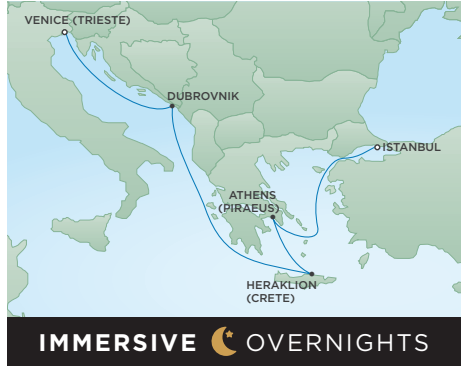 VENICE (TRIESTE)
DUBROVNIK
ISTANBUL
ATHENS
(PIRAEUS)
HERAKLION
(CRETE)
IMMERSIVE OVERNIGHTS